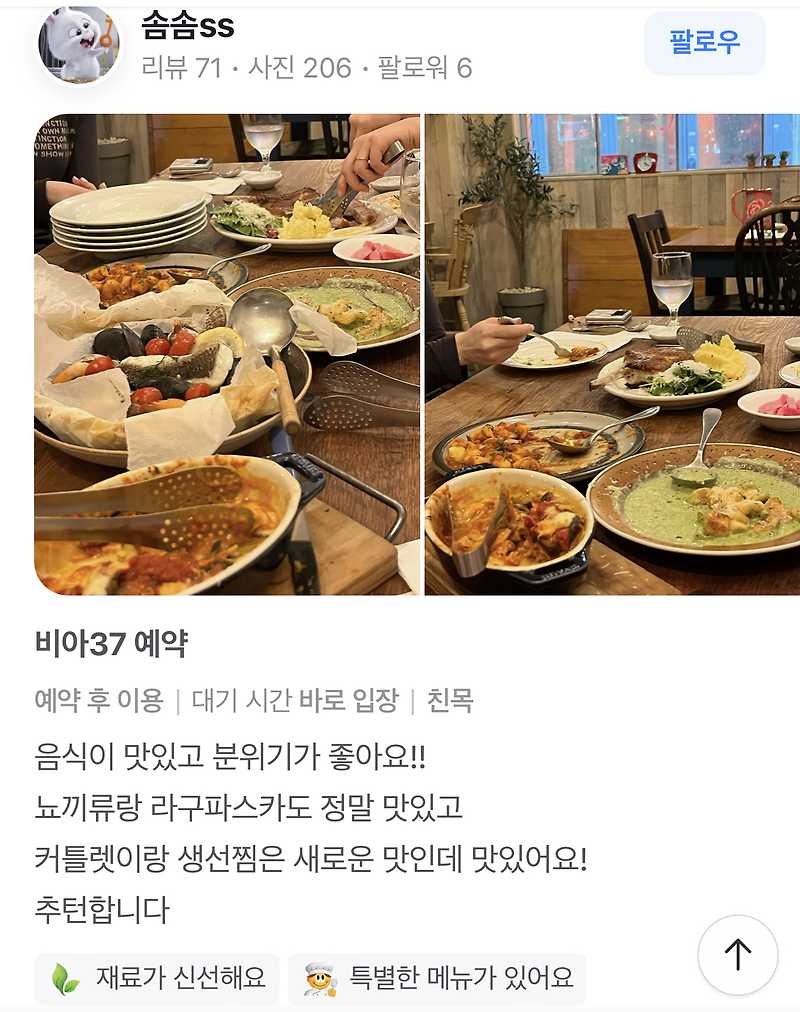 솜솜ss
리뷰 71 · 사진 206 · 팔로워 6
팔로우
OWN
TINCTION
SOMETHING
W SHOW
비아37 예약
예약 후 이용 | 대기 시간 바로 입장 | 친목
음식이 맛있고 분위기가 좋아요!!
뇨끼류랑 라구파스카도 정말 맛있고
커틀렛이랑 생선찜은 새로운 맛인데 맛있어요!
추턴합니다
재료가 신선해요
특별한 메뉴가 있어요